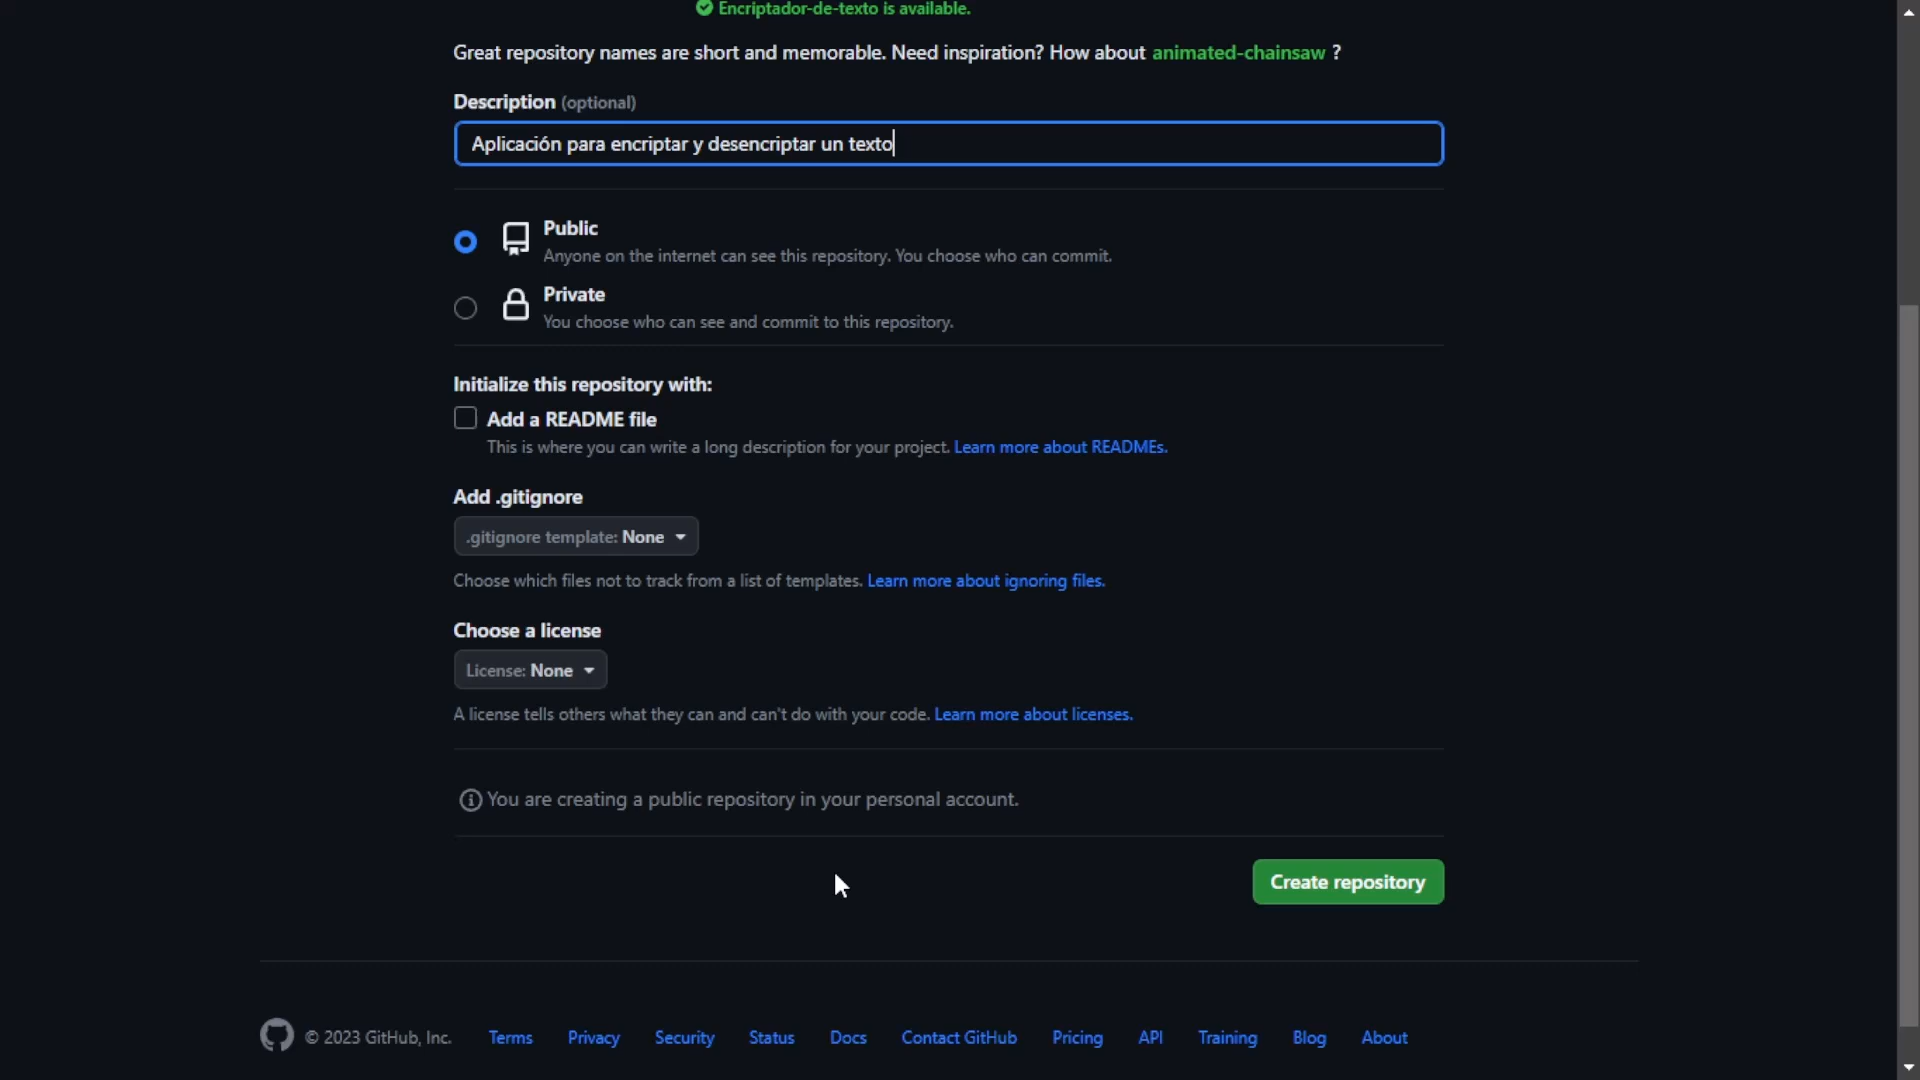 Encriptador-de-texto is available.
Great repository names are short and memorable. Need inspiration? How about animated-chainsaw ?
Description (optional)
Aplicación para encriptar y desencriptar un texto
Public
Anyone on the internet can see this repository. You choose who can commit.
Private
You choose who can see and commit to this repository.
Initialize this repository with:
Add a README file
This is where you can write a long description for your project. Learn more about READMEs.
Add .gitignore
.gitignore template: None
Choose which files not to track from a list of templates. Learn more about ignoring files.
Choose a license
License: None
A license tells others what they can and can't do with your code. Learn more about licenses.
You are creating a public repository in your personal account.
Create repository
© 2023 GitHub, Inc. Terms Privacy Security Status Docs Contact GitHub Pricing API Training Blog About